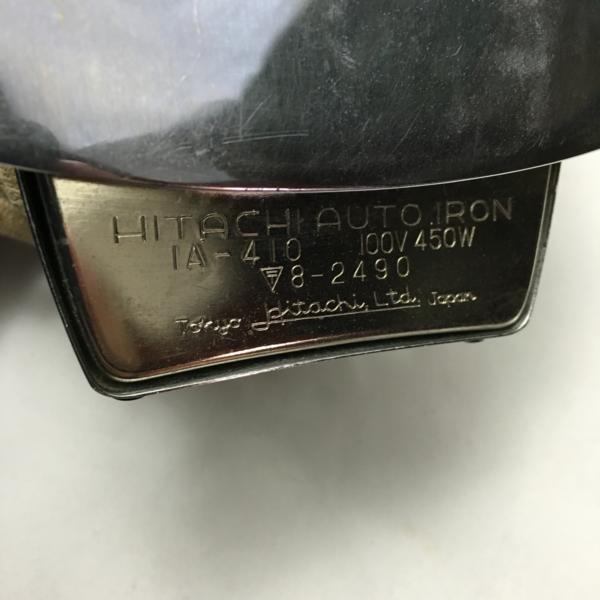 HITACHI AUTO IRON
IA-410 100V 450W
8-2490
Tokyo Hitachi, Ltd. Japan